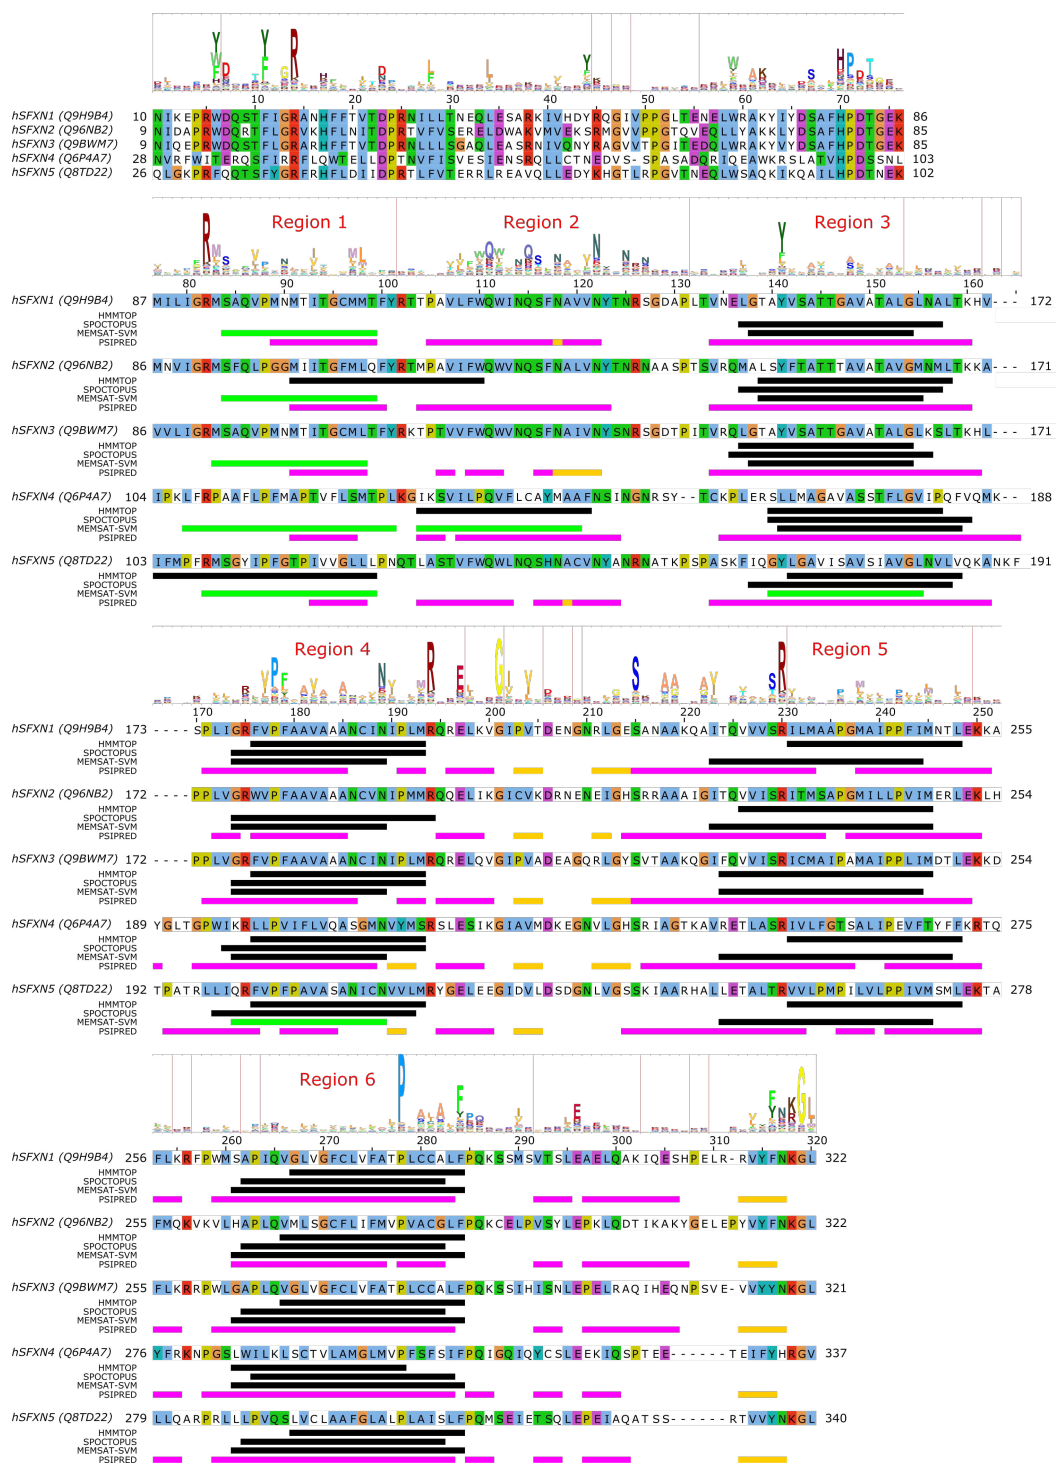 10 20 30 40 50 60 70
hSFXN1 (Q9H9B4) 10 NIKEPRWDQSTFIGRANHFFTVTDPRNILLTNEQLESARKIVHDYRQGIVPPGLTENELWRAKYIYDSAFHPDTGEK 86
hSFXN2 (Q96NB2) 9 NIDAPRWDQRTFLGRVKHFLNITDPRTVFVSERELDWAKVMVEKSRMGVVPPGTQVEQLLYAKKLYDSAFHPDTGEK 85
hSFXN3 (Q9BWM7) 9 NIQEPRWDQSTFLGRARHFFTVTDPRNLLLSGAQLEASRNIVQNYRAGVVTPGITEDQLWRAKYVYDSAFHPDTGEK 85
hSFXN4 (Q6P4A7) 28 NVRFWITERQSFIRRFLQWTELLDPTNVFISVESIENSRQLLCTNEDVS-SPASADQRIQEAWKRSLATVHPDSSNL 103
hSFXN5 (Q8TD22) 26 QLGKPRFQQTSFYGRFRHFLDIIDPRTLFVTERRLREAVQLLEDYKHGTLRPGVTNEQLWSAQKIKQAILHPDTNEK 102
Region 1 Region 2 Region 3
80 90 100 110 120 130 140 150 160
hSFXN1 (Q9H9B4) 87 MILIGRMSAQVPMNMTITGCMMTFYRTTPAVLFWQWINQSFNAVVNYTNRSGDAPLTVNELGTAYVSATTGAVATALGLNALTKHV--- 172
HMMTOP
SPOCTOPUS
MEMSAT-SVM
PSIPRED
hSFXN2 (Q96NB2) 86 MNVIGRMSFQLPGGMIITGFMLQFYRTMPAVIFWQWVNQSFNALVNYTNRNAASPTSVRQMALSYFTATTTAVATAVGMNMLTKKA--- 171
HMMTOP
SPOCTOPUS
MEMSAT-SVM
PSIPRED
hSFXN3 (Q9BWM7) 86 VVLIGRMSAQVPMNMTITGCMLTFYRKTPTVVFWQWVNQSFNAIVNYSNRSGDTPITVRQLGTAYVSATTGAVATALGLKSLTKHL--- 171
HMMTOP
SPOCTOPUS
MEMSAT-SVM
PSIPRED
hSFXN4 (Q6P4A7) 104 IPKLFRPAAFLPFMAPTVFLSMTPLKGIKSVILPQVFLCAYMAAFNSINGNRSY--TCKPLERSLLMAGAVASSTFLGVIPQFVQMK-- 188
HMMTOP
SPOCTOPUS
MEMSAT-SVM
PSIPRED
hSFXN5 (Q8TD22) 103 IFMPFRMSGYIPFGTPIVVGLLLPNQTLASTVFWQWLNQSHNACVNYANRNATKPSPASKFIQGYLGAVISAVSIAVGLNVLVQKANKF 191
HMMTOP
SPOCTOPUS
MEMSAT-SVM
PSIPRED
Region 4 Region 5
170 180 190 200 210 220 230 240 250
hSFXN1 (Q9H9B4) 173 ----SPLIGRFVPFAAVAAANCINIPLMRQRELKVGIPVTDENGNRLGESANAAKQAITQVVVSRILMAAPGMAIPPFIMNTLEKKA 255
HMMTOP
SPOCTOPUS
MEMSAT-SVM
PSIPRED
hSFXN2 (Q96NB2) 172 ----PPLVGRWVPFAAVAAANCVNIPMMRQQELIKGICVKDRNENEIGHSRRAAAIGITQVVISRITMSAPGMILLPVIMERLEKLH 254
HMMTOP
SPOCTOPUS
MEMSAT-SVM
PSIPRED
hSFXN3 (Q9BWM7) 172 ----PPLVGRFVPFAAVAAANCINIPLMRQRELQVGIPVADEAGQRLGYSVTAAKQGIFQVVISRICMAIPAMAIPPLIMDTLEKKD 254
HMMTOP
SPOCTOPUS
MEMSAT-SVM
PSIPRED
hSFXN4 (Q6P4A7) 189 YGLTGPWIKRLLPVIFLVQASGMNVYMSRSLESIKGIAVMDKEGNVLGHSRIAGTKAVRETLASRIVLFGTSALIPEVFTYFFKRTQ 275
HMMTOP
SPOCTOPUS
MEMSAT-SVM
PSIPRED
hSFXN5 (Q8TD22) 192 TPATRLLIQRFVPFPAVASANICNVVLMRYGELEEGIDVLDSDGNLVGSSKIAARHALLETALTRVVLPMPILVLPPIVMSMLEKTA 278
HMMTOP
SPOCTOPUS
MEMSAT-SVM
PSIPRED
Region 6
260 270 280 290 300 310 320
hSFXN1 (Q9H9B4) 256 FLKRFPWMSAPIQVGLVGFCLVFATPLCCALFPQKSSMSVTSLEAELQAKIQESHPELR-RVYFNKGL 322
HMMTOP
SPOCTOPUS
MEMSAT-SVM
PSIPRED
hSFXN2 (Q96NB2) 255 FMQKVKVLHAPLQVMLSGCFLIFMVPVACGLFPQKCELPVSYLEPKLQDTIKAKYGELEPYVYFNKGL 322
HMMTOP
SPOCTOPUS
MEMSAT-SVM
PSIPRED
hSFXN3 (Q9BWM7) 255 FLKRRPWLGAPLQVGLVGFCLVFATPLCCALFPQKSSIHISNLEPELRAQIHEQNPSVE-VVYYNKGL 321
HMMTOP
SPOCTOPUS
MEMSAT-SVM
PSIPRED
hSFXN4 (Q6P4A7) 276 YFRKNPGSLWILKLSCTVLAMGLMVPFSFSIFPQIGQIQYCSLEEKIQSPTEE------TEIFYHRGV 337
HMMTOP
SPOCTOPUS
MEMSAT-SVM
PSIPRED
hSFXN5 (Q8TD22) 279 LLQARPRLLLPVQSLVCLAAFGLALPLAISLFPQMSEIETSQLEPEIAQATSS------RTVVYNKGL 340
HMMTOP
SPOCTOPUS
MEMSAT-SVM
PSIPRED